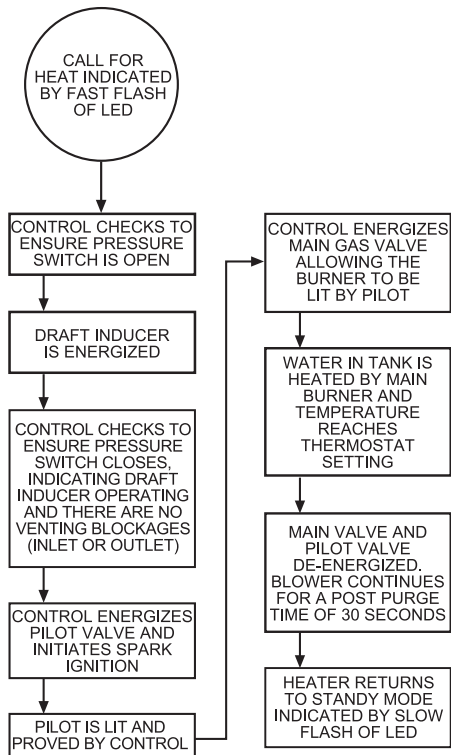 CALL FOR
HEAT INDICATED
BY FAST FLASH
OF LED
CONTROL CHECKS TO
ENSURE PRESSURE
SWITCH IS OPEN
DRAFT INDUCER
IS ENERGIZED
CONTROL CHECKS TO
ENSURE PRESSURE
SWITCH CLOSES,
INDICATING DRAFT
INDUCER OPERATING
AND THERE ARE NO
VENTING BLOCKAGES
(INLET OR OUTLET)
CONTROL ENERGIZES
PILOT VALVE AND
INITIATES SPARK
IGNITION
PILOT IS LIT AND
PROVED BY CONTROL
CONTROL ENERGIZES
MAIN GAS VALVE
ALLOWING THE
BURNER TO BE
LIT BY PILOT
WATER IN TANK IS
HEATED BY MAIN
BURNER AND
TEMPERATURE
REACHES
THERMOSTAT
SETTING
MAIN VALVE AND
PILOT VALVE
DE-ENERGIZED.
BLOWER CONTINUES
FOR A POST PURGE
TIME OF 30 SECONDS
HEATER RETURNS
TO STANDY MODE
INDICATED BY SLOW
FLASH OF LED